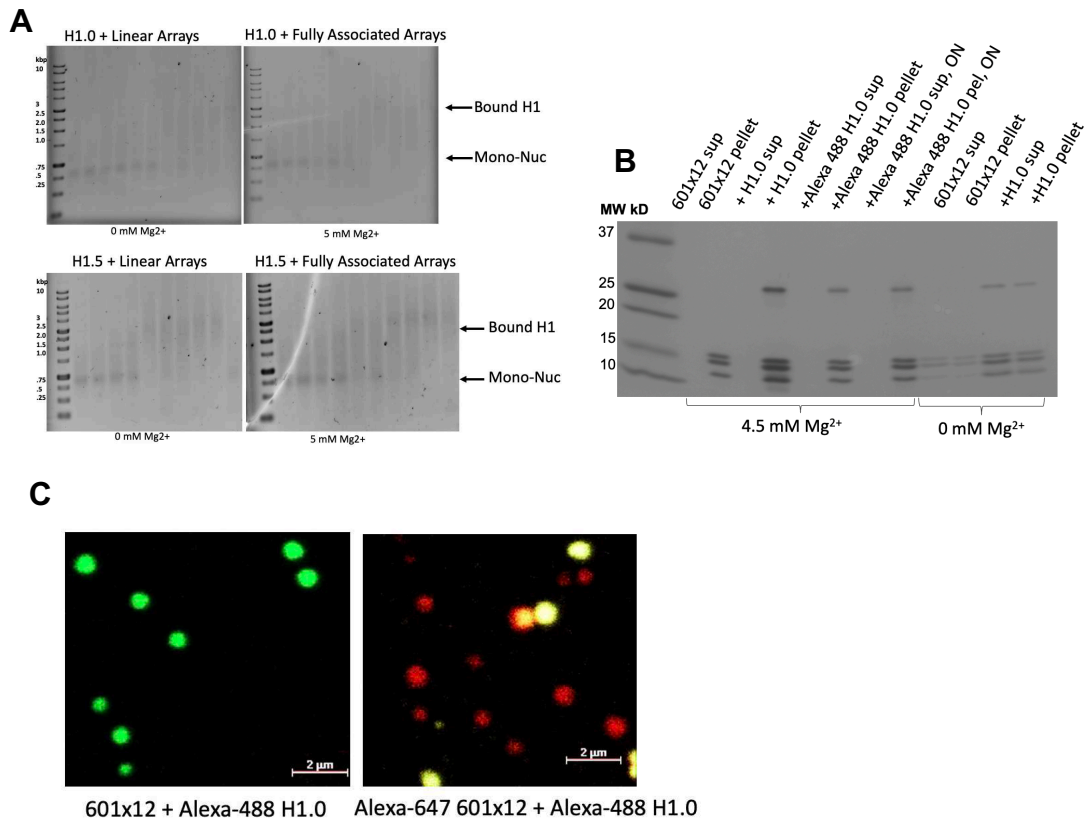 A
H1.0 + Linear Arrays
H1.0 + Fully Associated Arrays
kbp
10
3
2.5
2.0
1.5
1.0
.75
.5
.25
Bound H1
Mono-Nuc
0 mM Mg2+
5 mM Mg2+
H1.5 + Linear Arrays
H1.5 + Fully Associated Arrays
kbp
10
3
2.5
2.0
1.5
1.0
.75
.5
.25
Bound H1
Mono-Nuc
0 mM Mg2+
5 mM Mg2+
B
601x12 sup
601x12 pellet
+ H1.0 sup
+ H1.0 pellet
+Alexa 488 H1.0 sup
+Alexa 488 H1.0 pellet
+Alexa 488 H1.0 sup, ON
+Alexa 488 H1.0 pel, ON
601x12 sup
601x12 pellet
+H1.0 sup
+H1.0 pellet
MW kD
37
25
20
15
10
4.5 mM Mg²⁺
0 mM Mg²⁺
C
2 µm
2 µm
601x12 + Alexa-488 H1.0
Alexa-647 601x12 + Alexa-488 H1.0